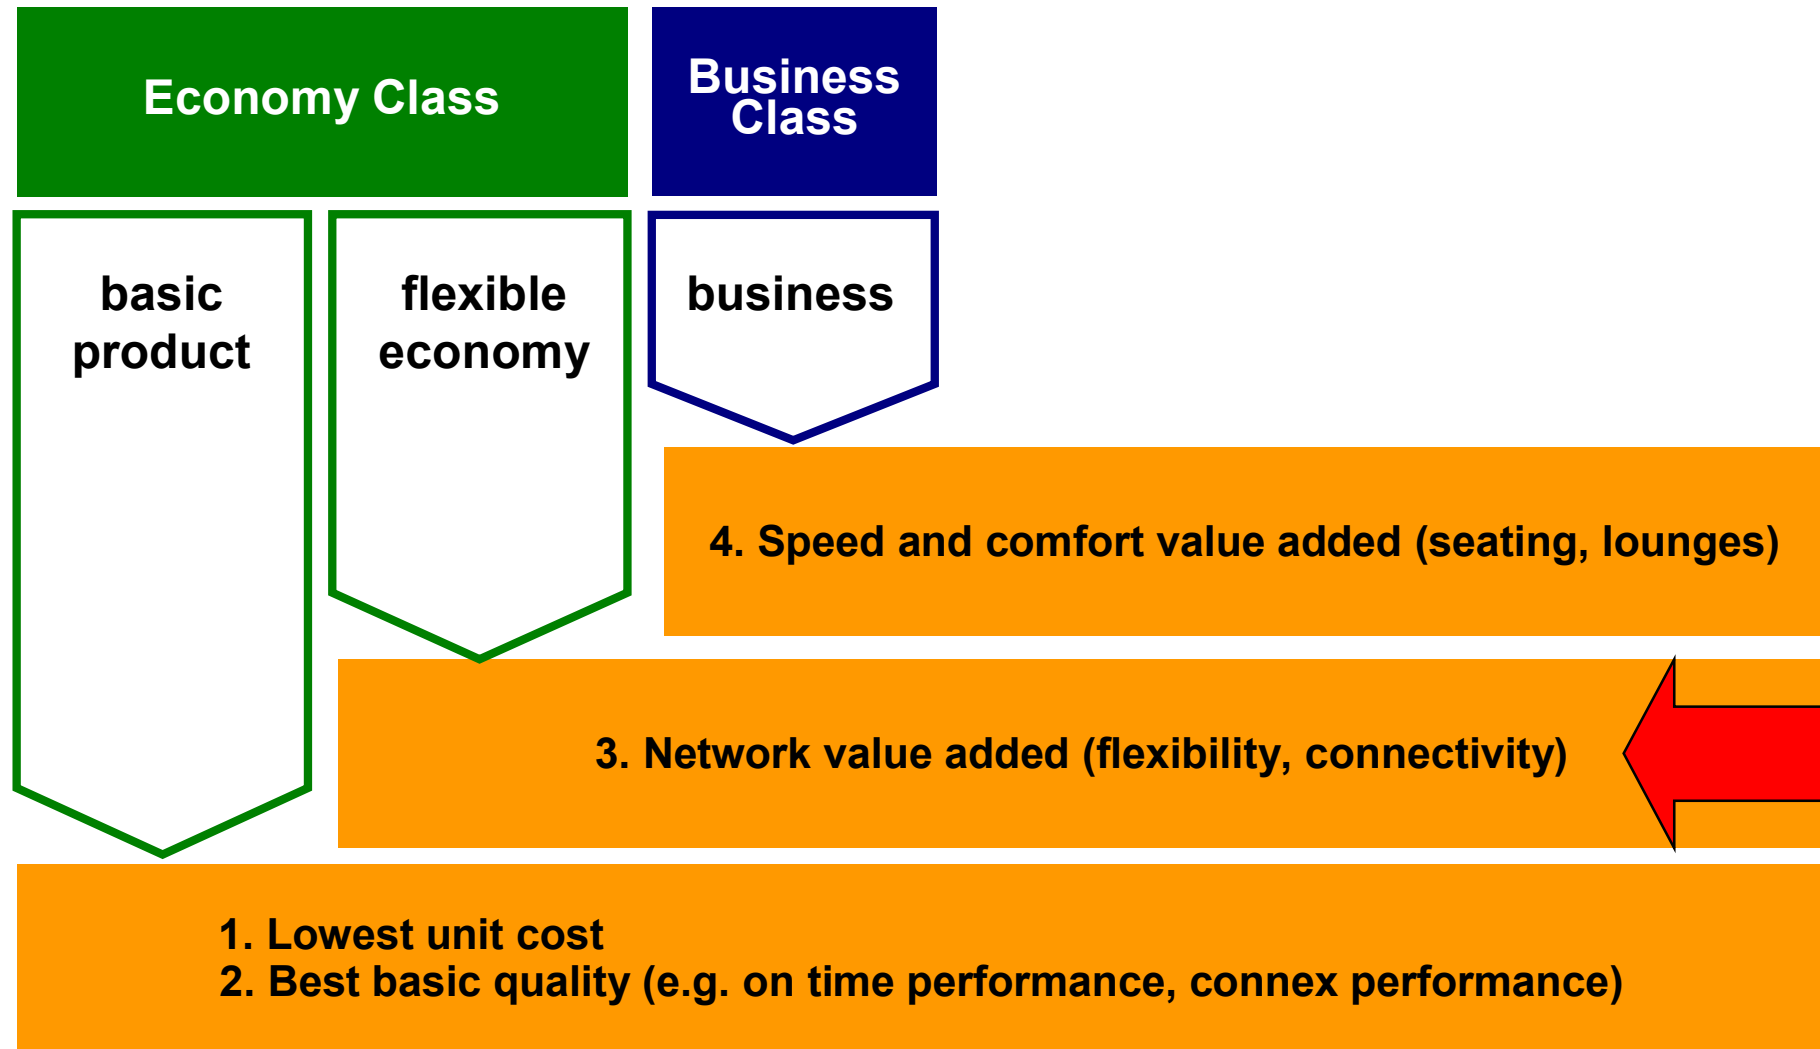 Economy Class
Business
Class
basic
product
flexible
economy
business
4. Speed and comfort value added (seating, lounges)
3. Network value added (flexibility, connectivity)
1. Lowest unit cost
2. Best basic quality (e.g. on time performance, connex performance)